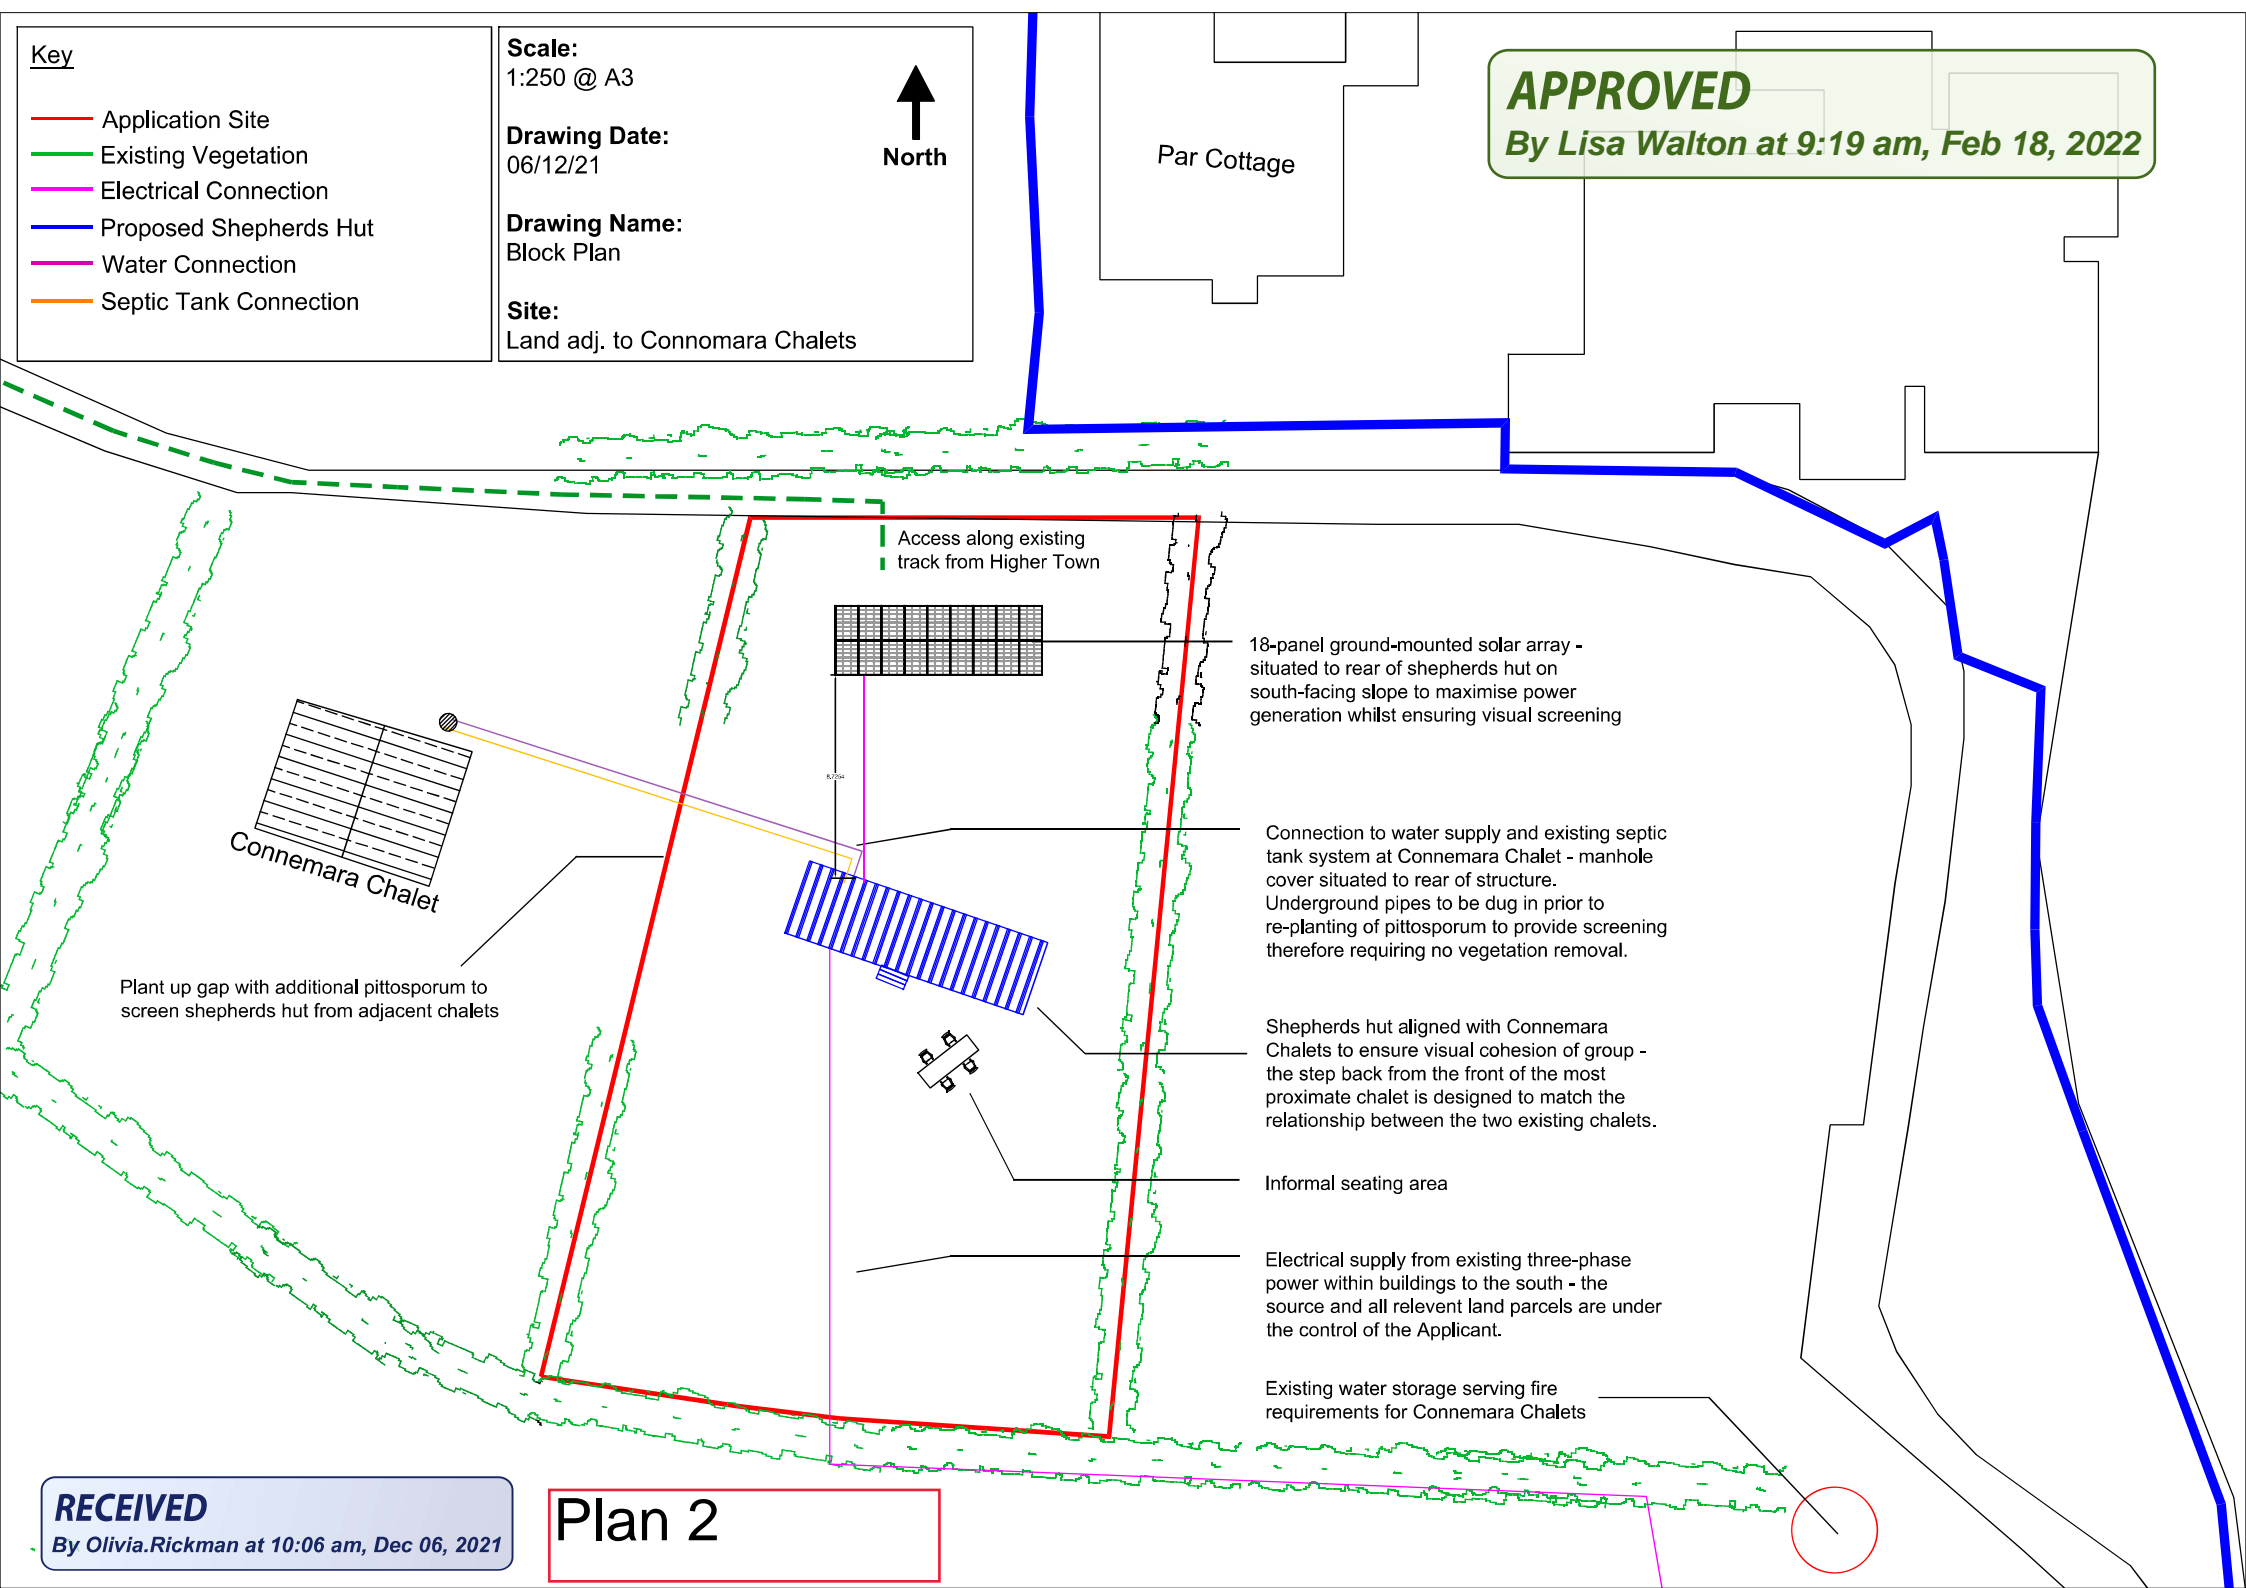 Key
Application Site
Existing Vegetation
Electrical Connection
Proposed Shepherds Hut
Water Connection
Septic Tank Connection
Scale:
1:250 @ A3
Drawing Date:
06/12/21
Drawing Name:
Block Plan
Site:
Land adj. to Connomara Chalets
North
Par Cottage
APPROVED
By Lisa Walton at 9:19 am, Feb 18, 2022
Access along existing
track from Higher Town
18-panel ground-mounted solar array -
situated to rear of shepherds hut on
south-facing slope to maximise power
generation whilst ensuring visual screening
Connemara Chalet
Connection to water supply and existing septic
tank system at Connemara Chalet - manhole
cover situated to rear of structure.
Underground pipes to be dug in prior to
re-planting of pittosporum to provide screening
therefore requiring no vegetation removal.
Plant up gap with additional pittosporum to
screen shepherds hut from adjacent chalets
Shepherds hut aligned with Connemara
Chalets to ensure visual cohesion of group -
the step back from the front of the most
proximate chalet is designed to match the
relationship between the two existing chalets.
Informal seating area
Electrical supply from existing three-phase
power within buildings to the south - the
source and all relevent land parcels are under
the control of the Applicant.
Existing water storage serving fire
requirements for Connemara Chalets
RECEIVED
By Olivia.Rickman at 10:06 am, Dec 06, 2021
Plan 2